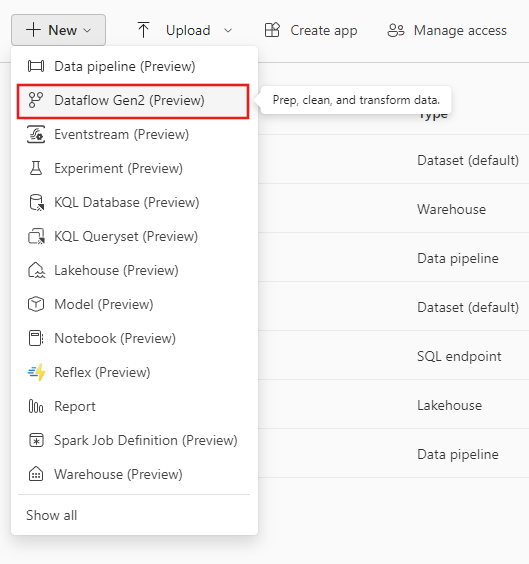 New
Upload
Create app
Manage access
Data pipeline (Preview)
Dataflow Gen2 (Preview)
Prep, clean, and transform data.
Type
Eventstream (Preview)
Experiment (Preview)
Dataset (default)
KQL Database (Preview)
Warehouse
KQL Queryset (Preview)
Data pipeline
Lakehouse (Preview)
Model (Preview)
Dataset (default)
Notebook (Preview)
SQL endpoint
Reflex (Preview)
Report
Lakehouse
Spark Job Definition (Preview)
Data pipeline
Warehouse (Preview)
Show all